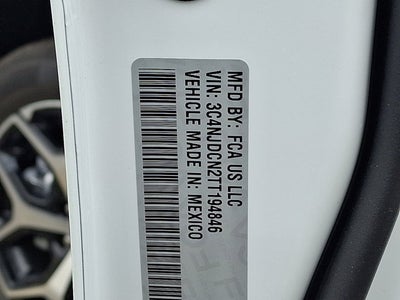 MFD BY: FCA US LLC
VIN: 3C4NJDCN2TT194846
VEHICLE MADE IN: MEXICO